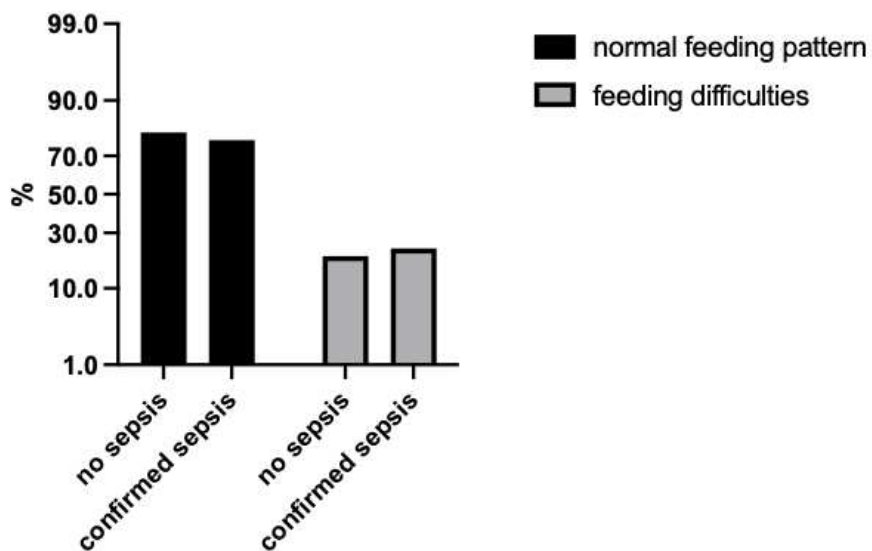 99.0
90.0
70.0
50.0
30.0
10.0
1.0
%
no sepsis
confirmed sepsis
no sepsis
confirmed sepsis
normal feeding pattern
feeding difficulties